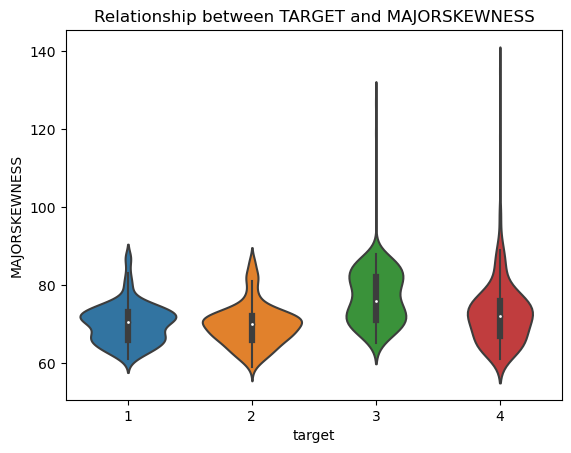 Relationship between TARGET and MAJORSKEWNESS
140
120
100
80
60
MAJORSKEWNESS
1 2 3 4
target